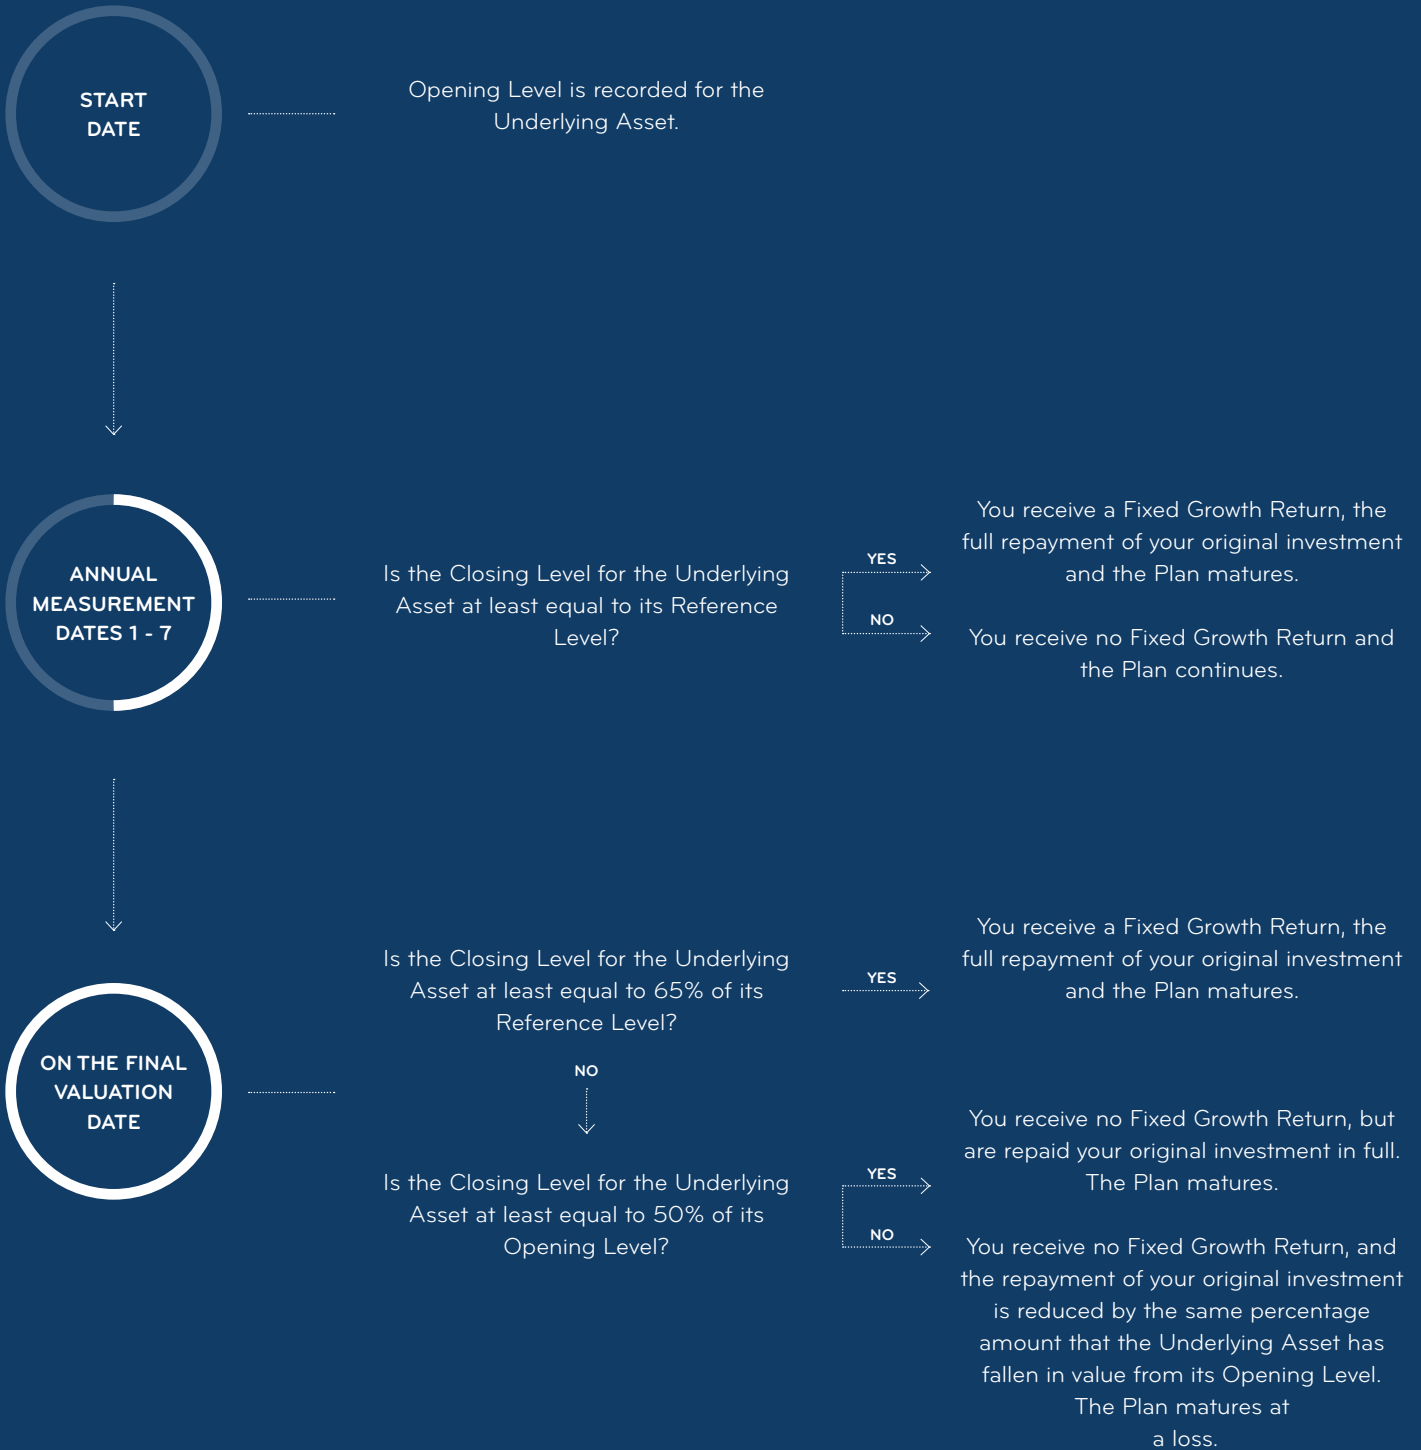 START
DATE
Opening Level is recorded for the
Underlying Asset.
ANNUAL
MEASUREMENT
DATES 1 - 7
Is the Closing Level for the Underlying
Asset at least equal to its Reference
Level?
YES
You receive a Fixed Growth Return, the
full repayment of your original investment
and the Plan matures.
NO
You receive no Fixed Growth Return and
the Plan continues.
ON THE FINAL
VALUATION
DATE
Is the Closing Level for the Underlying
Asset at least equal to 65% of its
Reference Level?
YES
You receive a Fixed Growth Return, the
full repayment of your original investment
and the Plan matures.
NO
Is the Closing Level for the Underlying
Asset at least equal to 50% of its
Opening Level?
YES
You receive no Fixed Growth Return, but
are repaid your original investment in full.
The Plan matures.
NO
You receive no Fixed Growth Return, and
the repayment of your original investment
is reduced by the same percentage
amount that the Underlying Asset has
fallen in value from its Opening Level.
The Plan matures at
a loss.